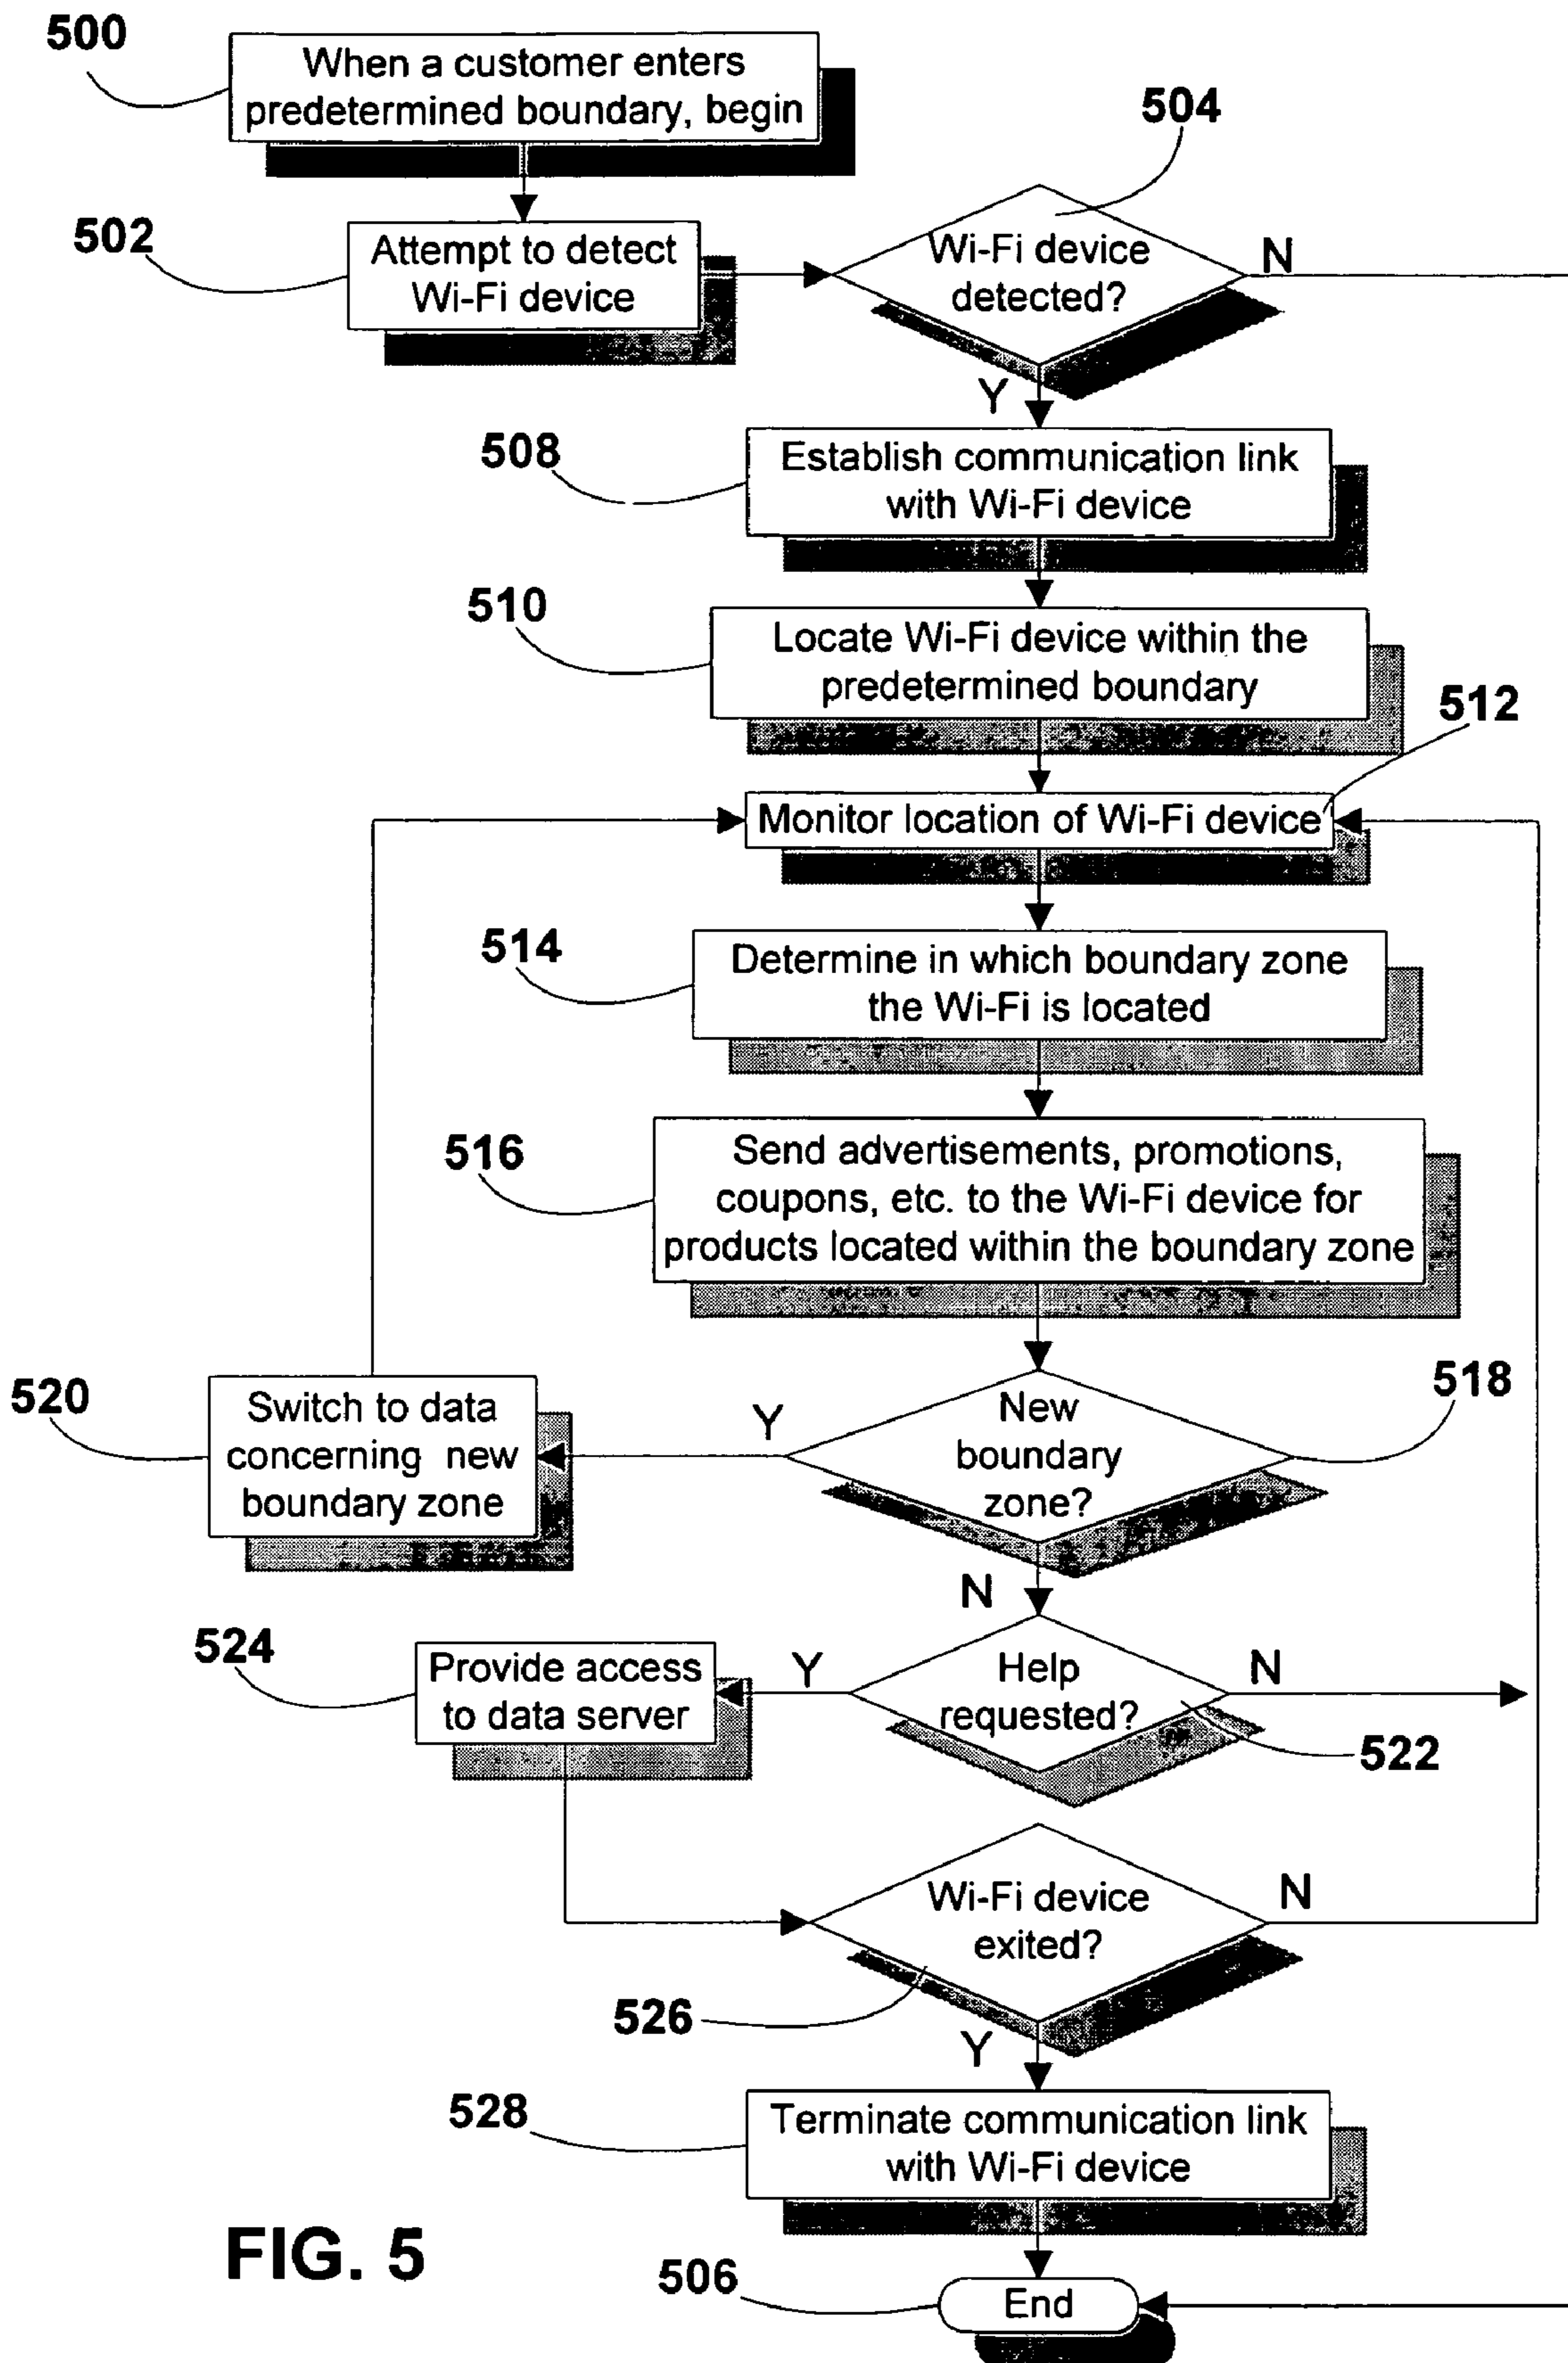 500
When a customer enters
predetermined boundary, begin
504
502
Attempt to detect
Wi-Fi device
Wi-Fi device
detected?
N
Y
508
Establish communication link
with Wi-Fi device
510
Locate Wi-Fi device within the
predetermined boundary
512
Monitor location of Wi-Fi device
514
Determine in which boundary zone
the Wi-Fi is located
516
Send advertisements, promotions,
coupons, etc. to the Wi-Fi device for
products located within the boundary zone
518
520
Switch to data
concerning new
boundary zone
Y
New
boundary
zone?
N
524
Provide access
to data server
Y
Help
requested?
N
522
Wi-Fi device
exited?
N
526
Y
528
Terminate communication link
with Wi-Fi device
FIG. 5
506
End